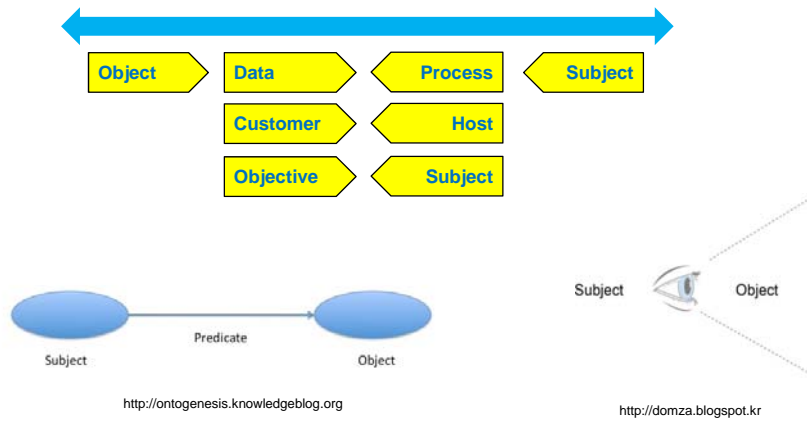 Object Data Process Subject
Customer Host
Objective Subject
Subject Object
Predicate
Subject Object
http://ontogenesis.knowledgeblog.org
http://domza.blogspot.kr